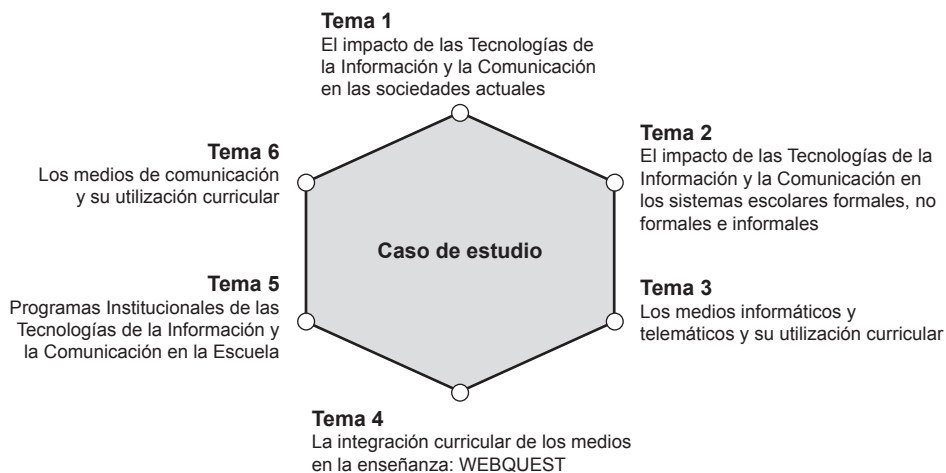 Tema 1
El impacto de las Tecnologías de
la Información y la Comunicación
en las sociedades actuales
Tema 2
El impacto de las Tecnologías de la
Información y la Comunicación en
los sistemas escolares formales, no
formales e informales
Tema 6
Los medios de comunicación
y su utilización curricular
Caso de estudio
Tema 3
Los medios informáticos y
telemáticos y su utilización curricular
Tema 5
Programas Institucionales de las
Tecnologías de la Información y
la Comunicación en la Escuela
Tema 4
La integración curricular de los medios
en la enseñanza: WEBQUEST